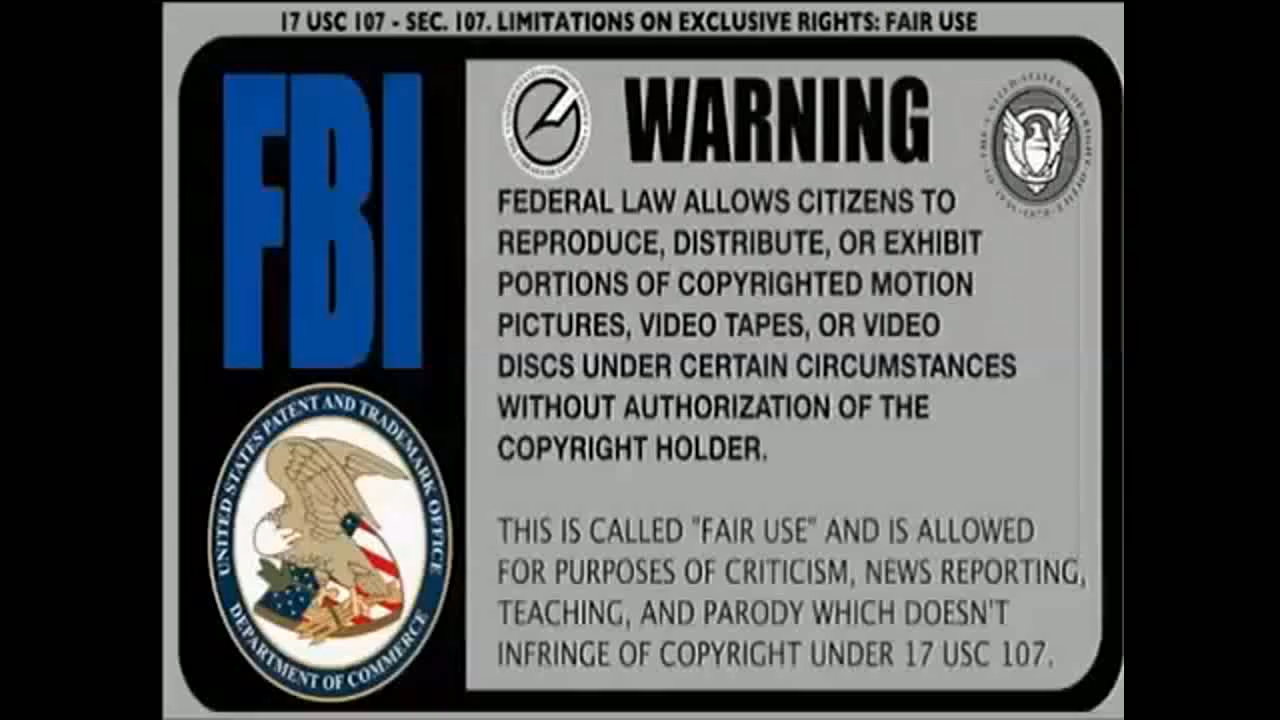 17 USC 107 - SEC. 107. LIMITATIONS ON EXCLUSIVE RIGHTS: FAIR USE
FBI
WARNING
FEDERAL LAW ALLOWS CITIZENS TO
REPRODUCE, DISTRIBUTE, OR EXHIBIT
PORTIONS OF COPYRIGHTED MOTION
PICTURES, VIDEO TAPES, OR VIDEO
DISCS UNDER CERTAIN CIRCUMSTANCES
WITHOUT AUTHORIZATION OF THE
COPYRIGHT HOLDER.
THIS IS CALLED "FAIR USE" AND IS ALLOWED
FOR PURPOSES OF CRITICISM, NEWS REPORTING,
TEACHING, AND PARODY WHICH DOESN'T
INFRINGE OF COPYRIGHT UNDER 17 USC 107.
UNITED STATES PATENT AND TRADEMARK OFFICE
DEPARTMENT OF COMMERCE